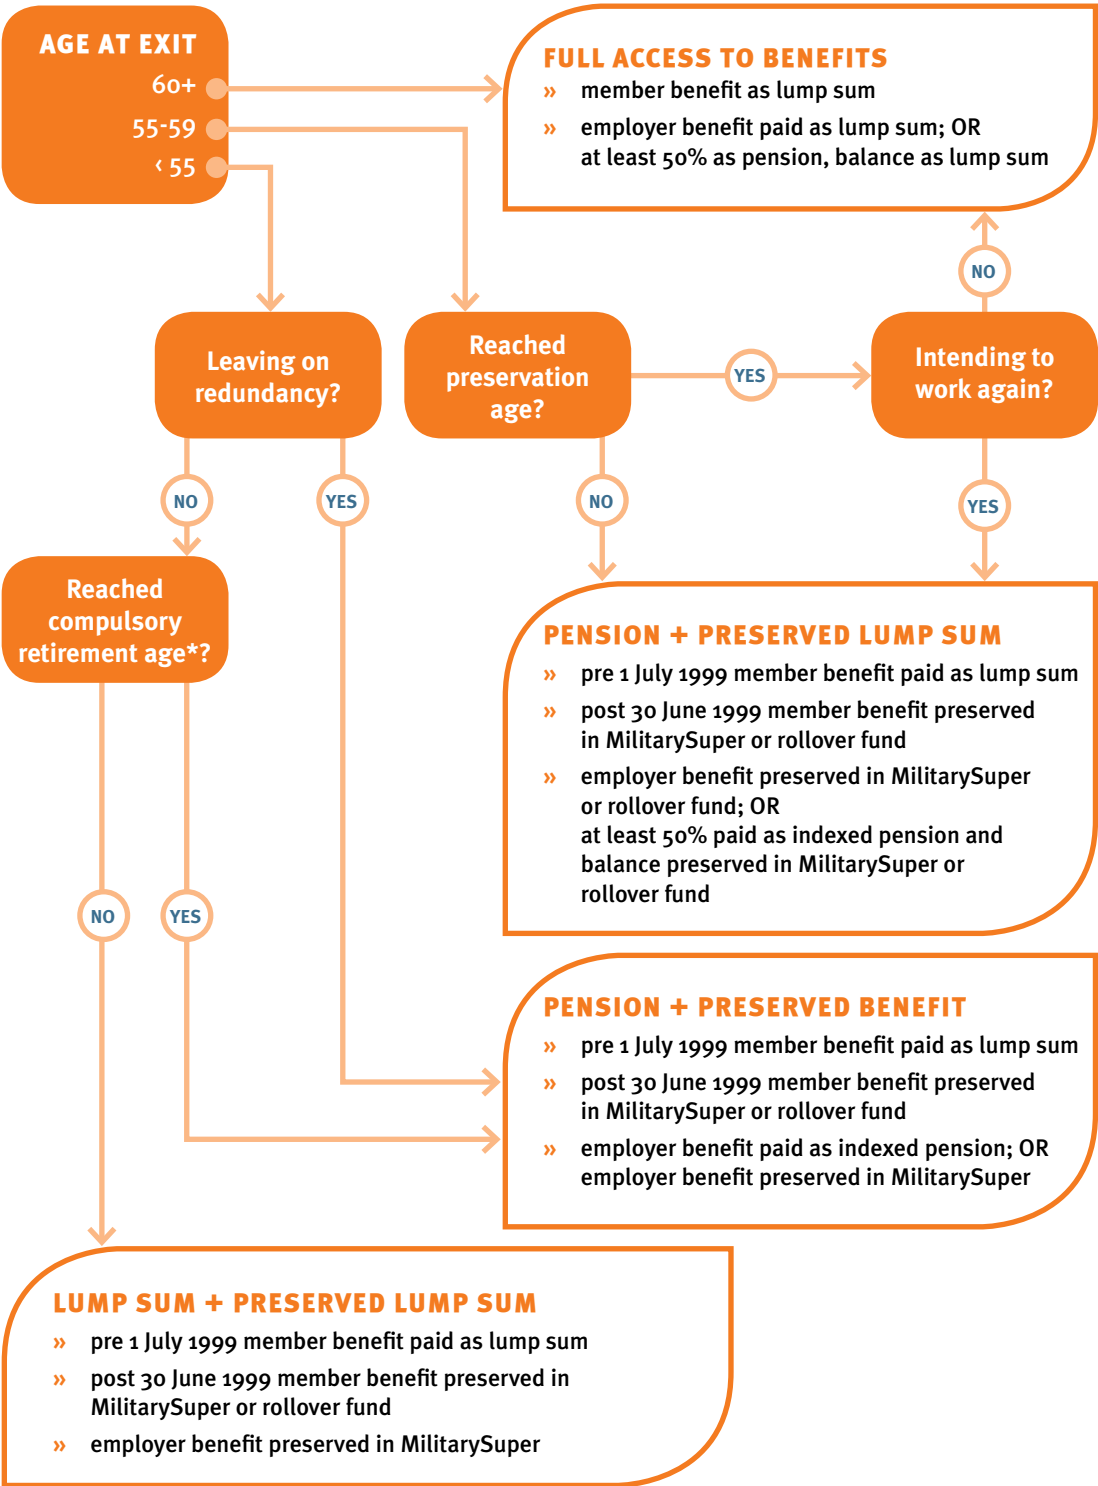 AGE AT EXIT
60+
55-59
< 55
FULL ACCESS TO BENEFITS
» member benefit as lump sum
» employer benefit paid as lump sum; OR
at least 50% as pension, balance as lump sum
NO
Leaving on
redundancy?
Reached
preservation
age?
YES
Intending to
work again?
NO
YES
NO
YES
Reached
compulsory
retirement age*?
PENSION + PRESERVED LUMP SUM
» pre 1 July 1999 member benefit paid as lump sum
» post 30 June 1999 member benefit preserved
in MilitarySuper or rollover fund
» employer benefit preserved in MilitarySuper
or rollover fund; OR
at least 50% paid as indexed pension and
balance preserved in MilitarySuper or
rollover fund
NO
YES
PENSION + PRESERVED BENEFIT
» pre 1 July 1999 member benefit paid as lump sum
» post 30 June 1999 member benefit preserved
in MilitarySuper or rollover fund
» employer benefit paid as indexed pension; OR
employer benefit preserved in MilitarySuper
LUMP SUM + PRESERVED LUMP SUM
» pre 1 July 1999 member benefit paid as lump sum
» post 30 June 1999 member benefit preserved in
MilitarySuper or rollover fund
» employer benefit preserved in MilitarySuper